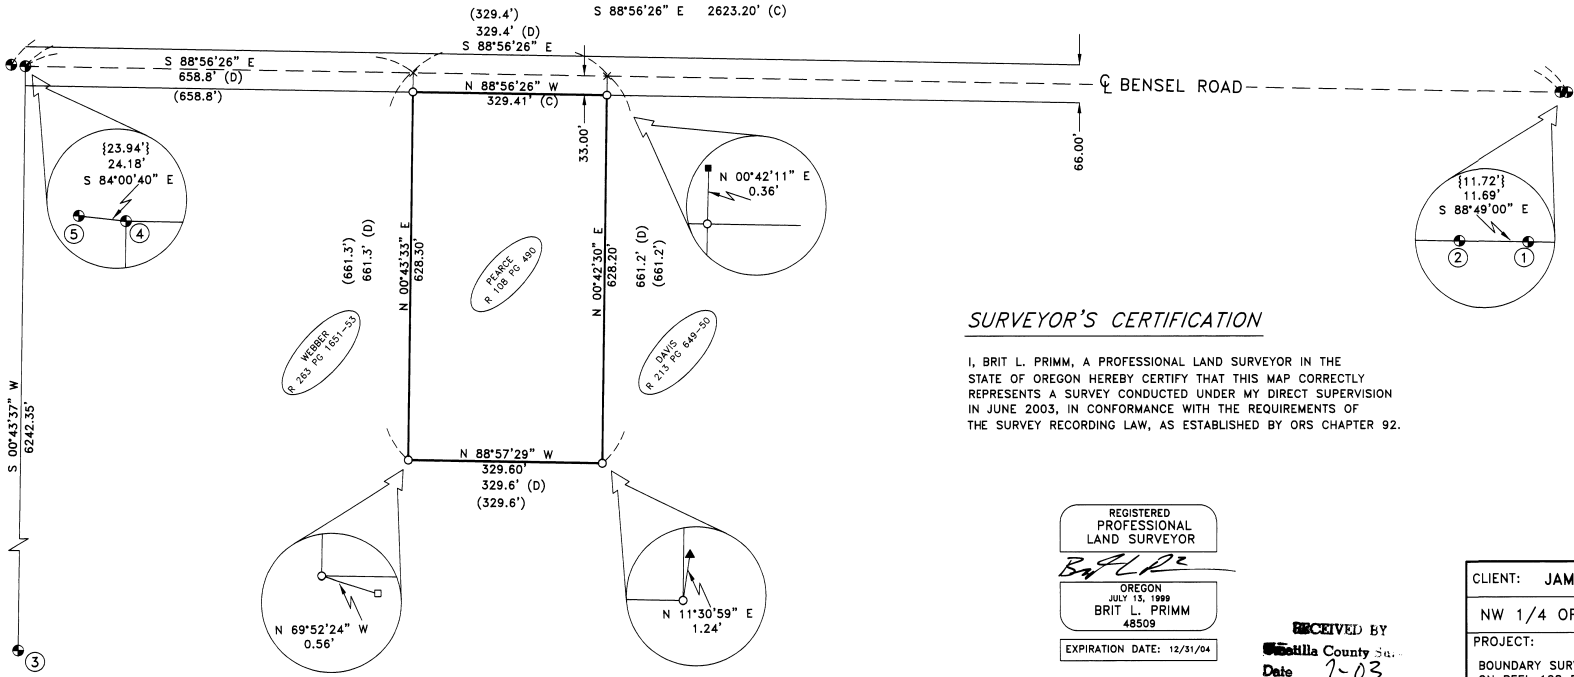 (329.4')
S 88°56'26" E 2623.20' (C)
329.4' (D)
S 88°56'26" E
S 88°56'26" E
658.8' (D)
(658.8')
N 88°56'26" W
329.41' (C)
℄ BENSEL ROAD
33.00'
66.00'
{23.94'}
24.18'
S 84°00'40" E
5
4
N 00°42'11" E
0.36'
{11.72'}
11.69'
S 88°49'00" E
2
1
(661.3')
661.3' (D)
N 00°43'33" E
628.30'
PEARCE
R 108 PG 490
N 00°42'30" E
628.20'
661.2' (D)
(661.2')
WEBBER
R 263 PG 1651-53
DAVIS
R 213 PG 649-50
S 00°43'37" W
6242.35'
N 88°57'29" W
329.60'
329.6' (D)
(329.6')
N 69°52'24" W
0.56'
N 11°30'59" E
1.24'
3
SURVEYOR'S CERTIFICATION
I, BRIT L. PRIMM, A PROFESSIONAL LAND SURVEYOR IN THE
STATE OF OREGON HEREBY CERTIFY THAT THIS MAP CORRECTLY
REPRESENTS A SURVEY CONDUCTED UNDER MY DIRECT SUPERVISION
IN JUNE 2003, IN CONFORMANCE WITH THE REQUIREMENTS OF
THE SURVEY RECORDING LAW, AS ESTABLISHED BY ORS CHAPTER 92.
REGISTERED
PROFESSIONAL
LAND SURVEYOR
OREGON
JULY 13, 1999
BRIT L. PRIMM
48509
EXPIRATION DATE: 12/31/04
RECEIVED BY
County
Date 7-03
CLIENT: JAM
NW 1/4 OF
PROJECT:
BOUNDARY SUR